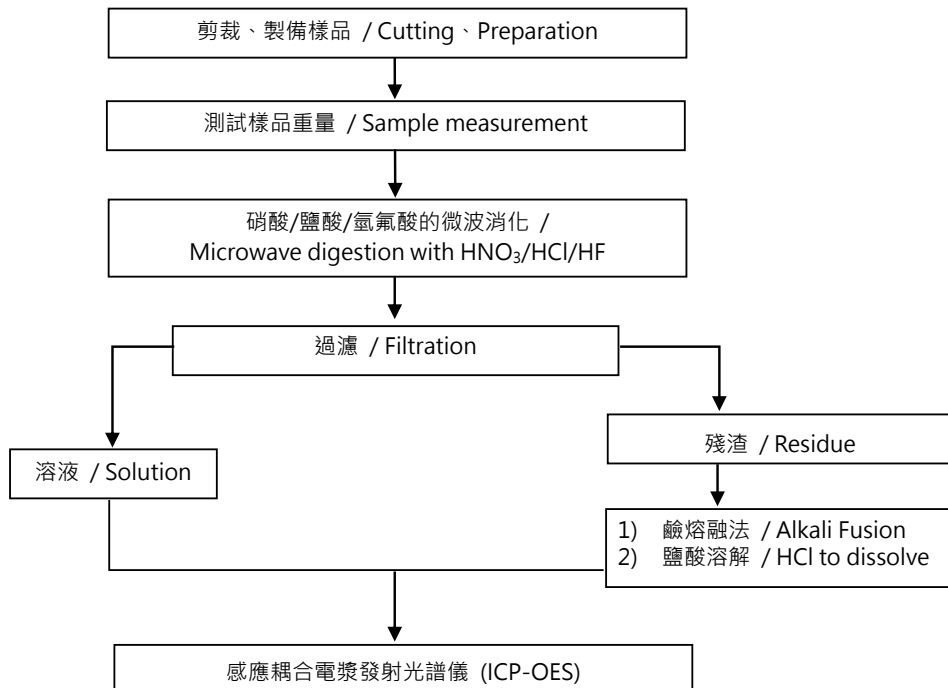 剪裁、製備樣品 / Cutting、Preparation
測試樣品重量 / Sample measurement
硝酸/鹽酸/氫氟酸的微波消化 /
Microwave digestion with HNO₃/HCl/HF
過濾 / Filtration
溶液 / Solution
殘渣 / Residue
1) 鹼熔融法 / Alkali Fusion
2) 鹽酸溶解 / HCl to dissolve
感應耦合電漿發射光譜儀 (ICP-OES)